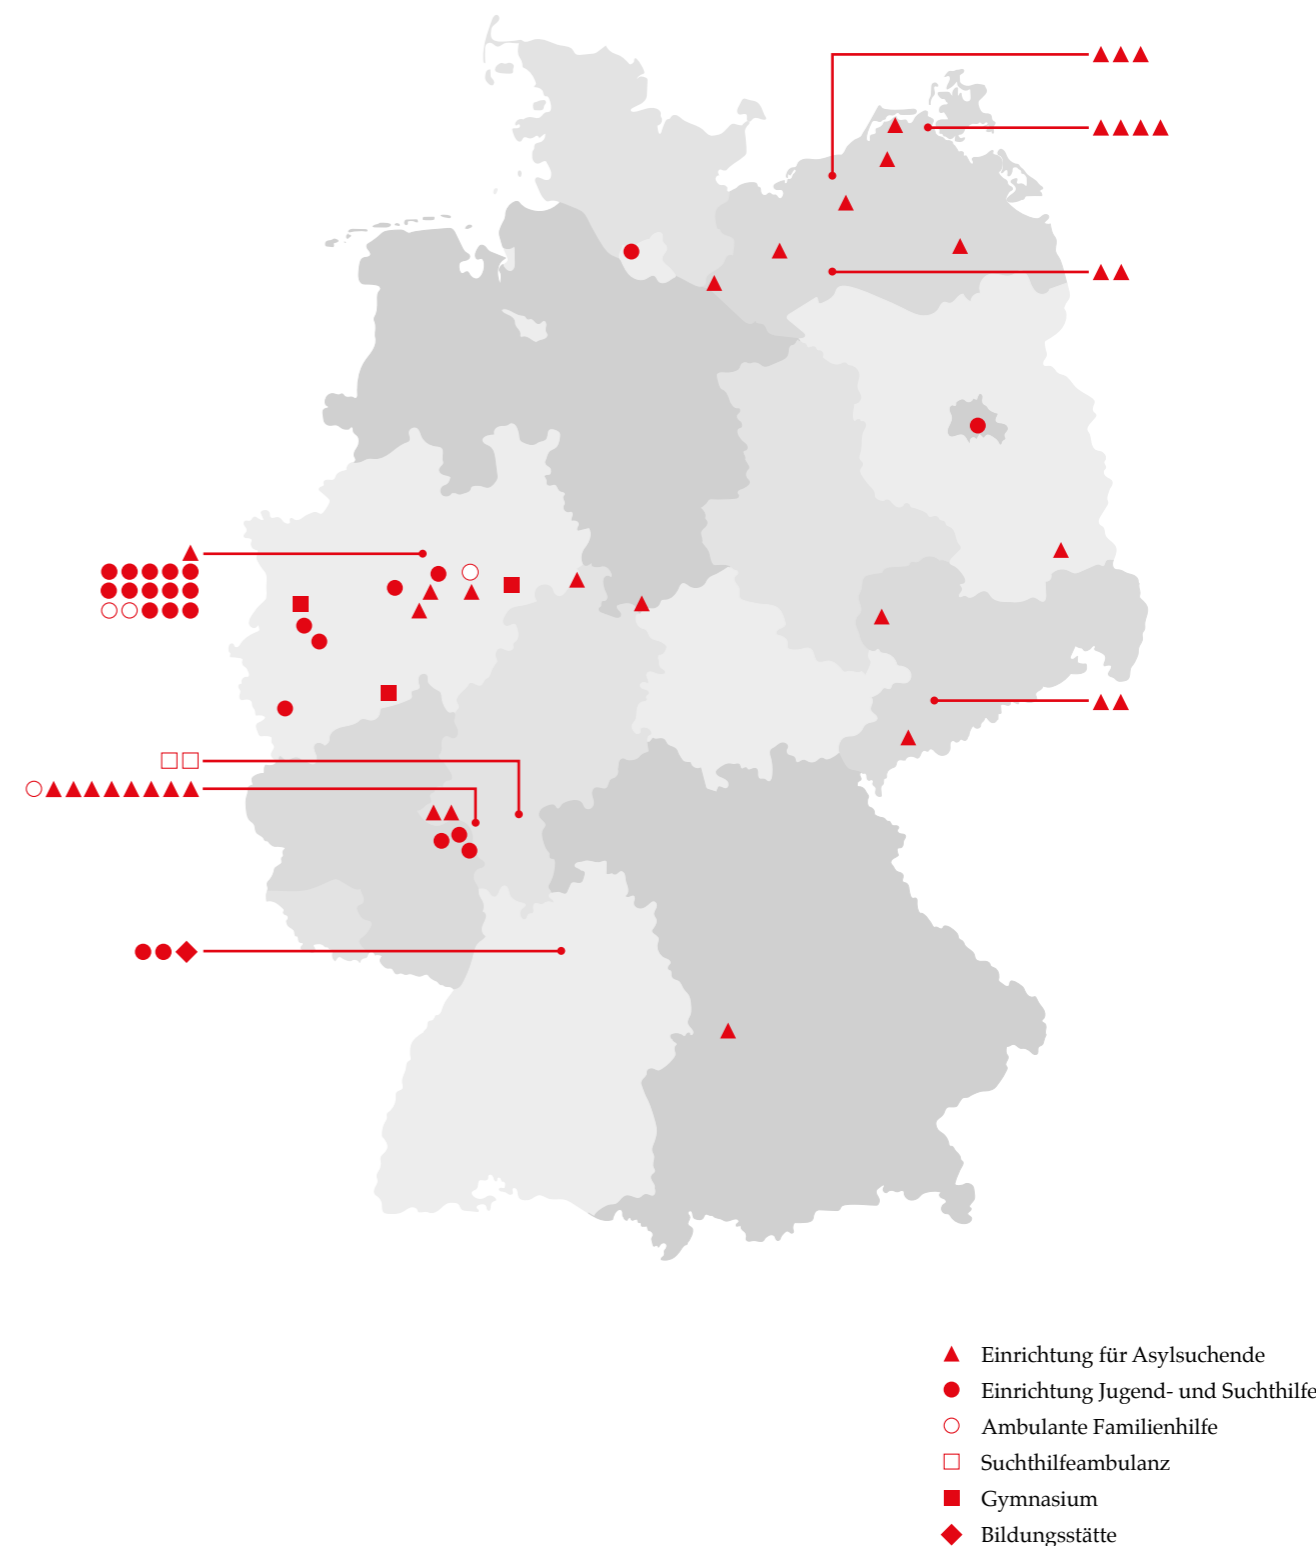 Einrichtung für Asylsuchende
Einrichtung Jugend- und Suchthilfe
Ambulante Familienhilfe
Suchthilfeambulanz
Gymnasium
Bildungsstätte